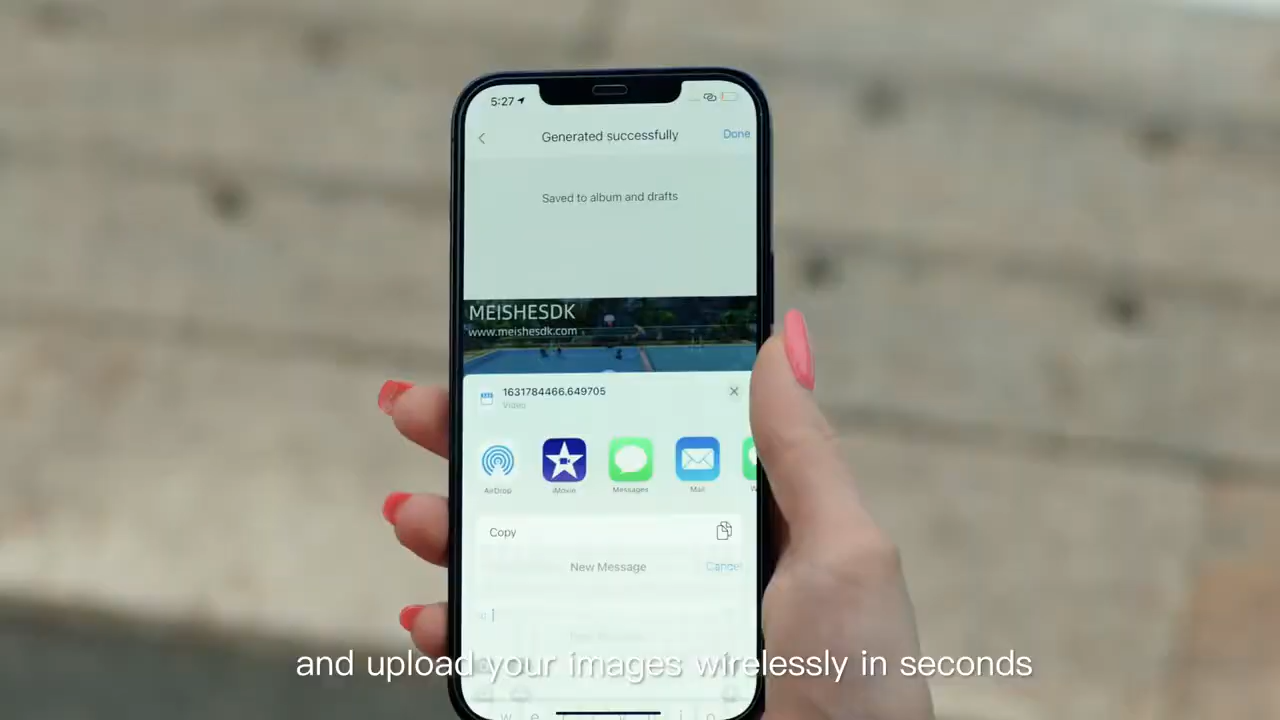 5:27
Generated successfully
Done
Saved to album and drafts
MEISHESDK
www.meishesdk.com
1631784466.649705
Video
AirDrop
iMovie
Messages
Mail
Copy
New Message
Cancel
and upload your images wirelessly in seconds